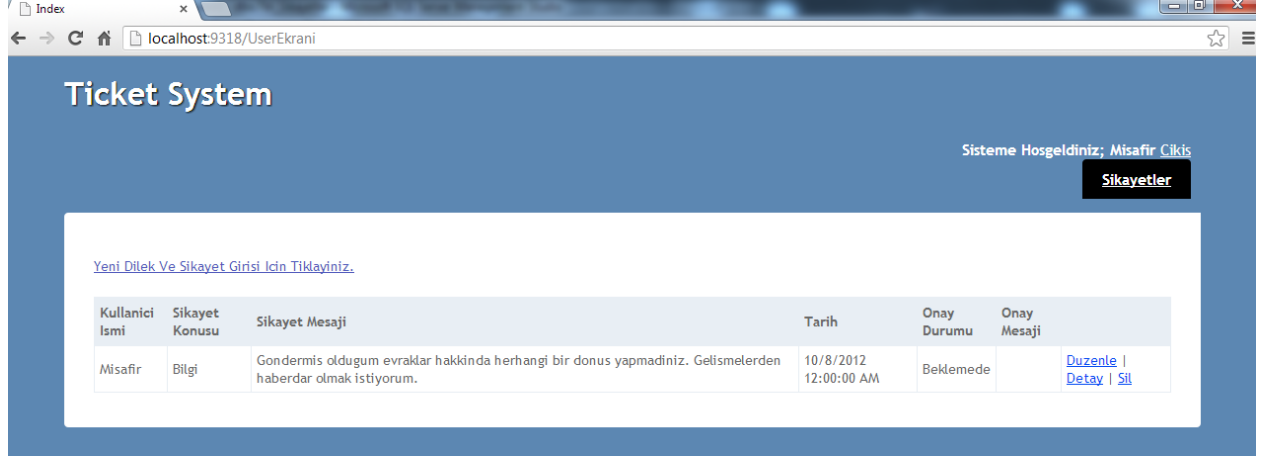 Index
localhost:9318/UserEkrani
Ticket System
Sisteme Hosgeldiniz; Misafir Cikis
Sikayetler
Yeni Dilek Ve Sikayet Girisi Icin Tiklayiniz.
Kullanici Ismi
Sikayet Konusu
Sikayet Mesaji
Tarih
Onay Durumu
Onay Mesaji
Misafir
Bilgi
Gondermis oldugum evraklar hakkinda herhangi bir donus yapmadiniz. Gelismelerden
haberdar olmak istiyorum.
10/8/2012
12:00:00 AM
Beklemede
Duzenle |
Detay | Sil